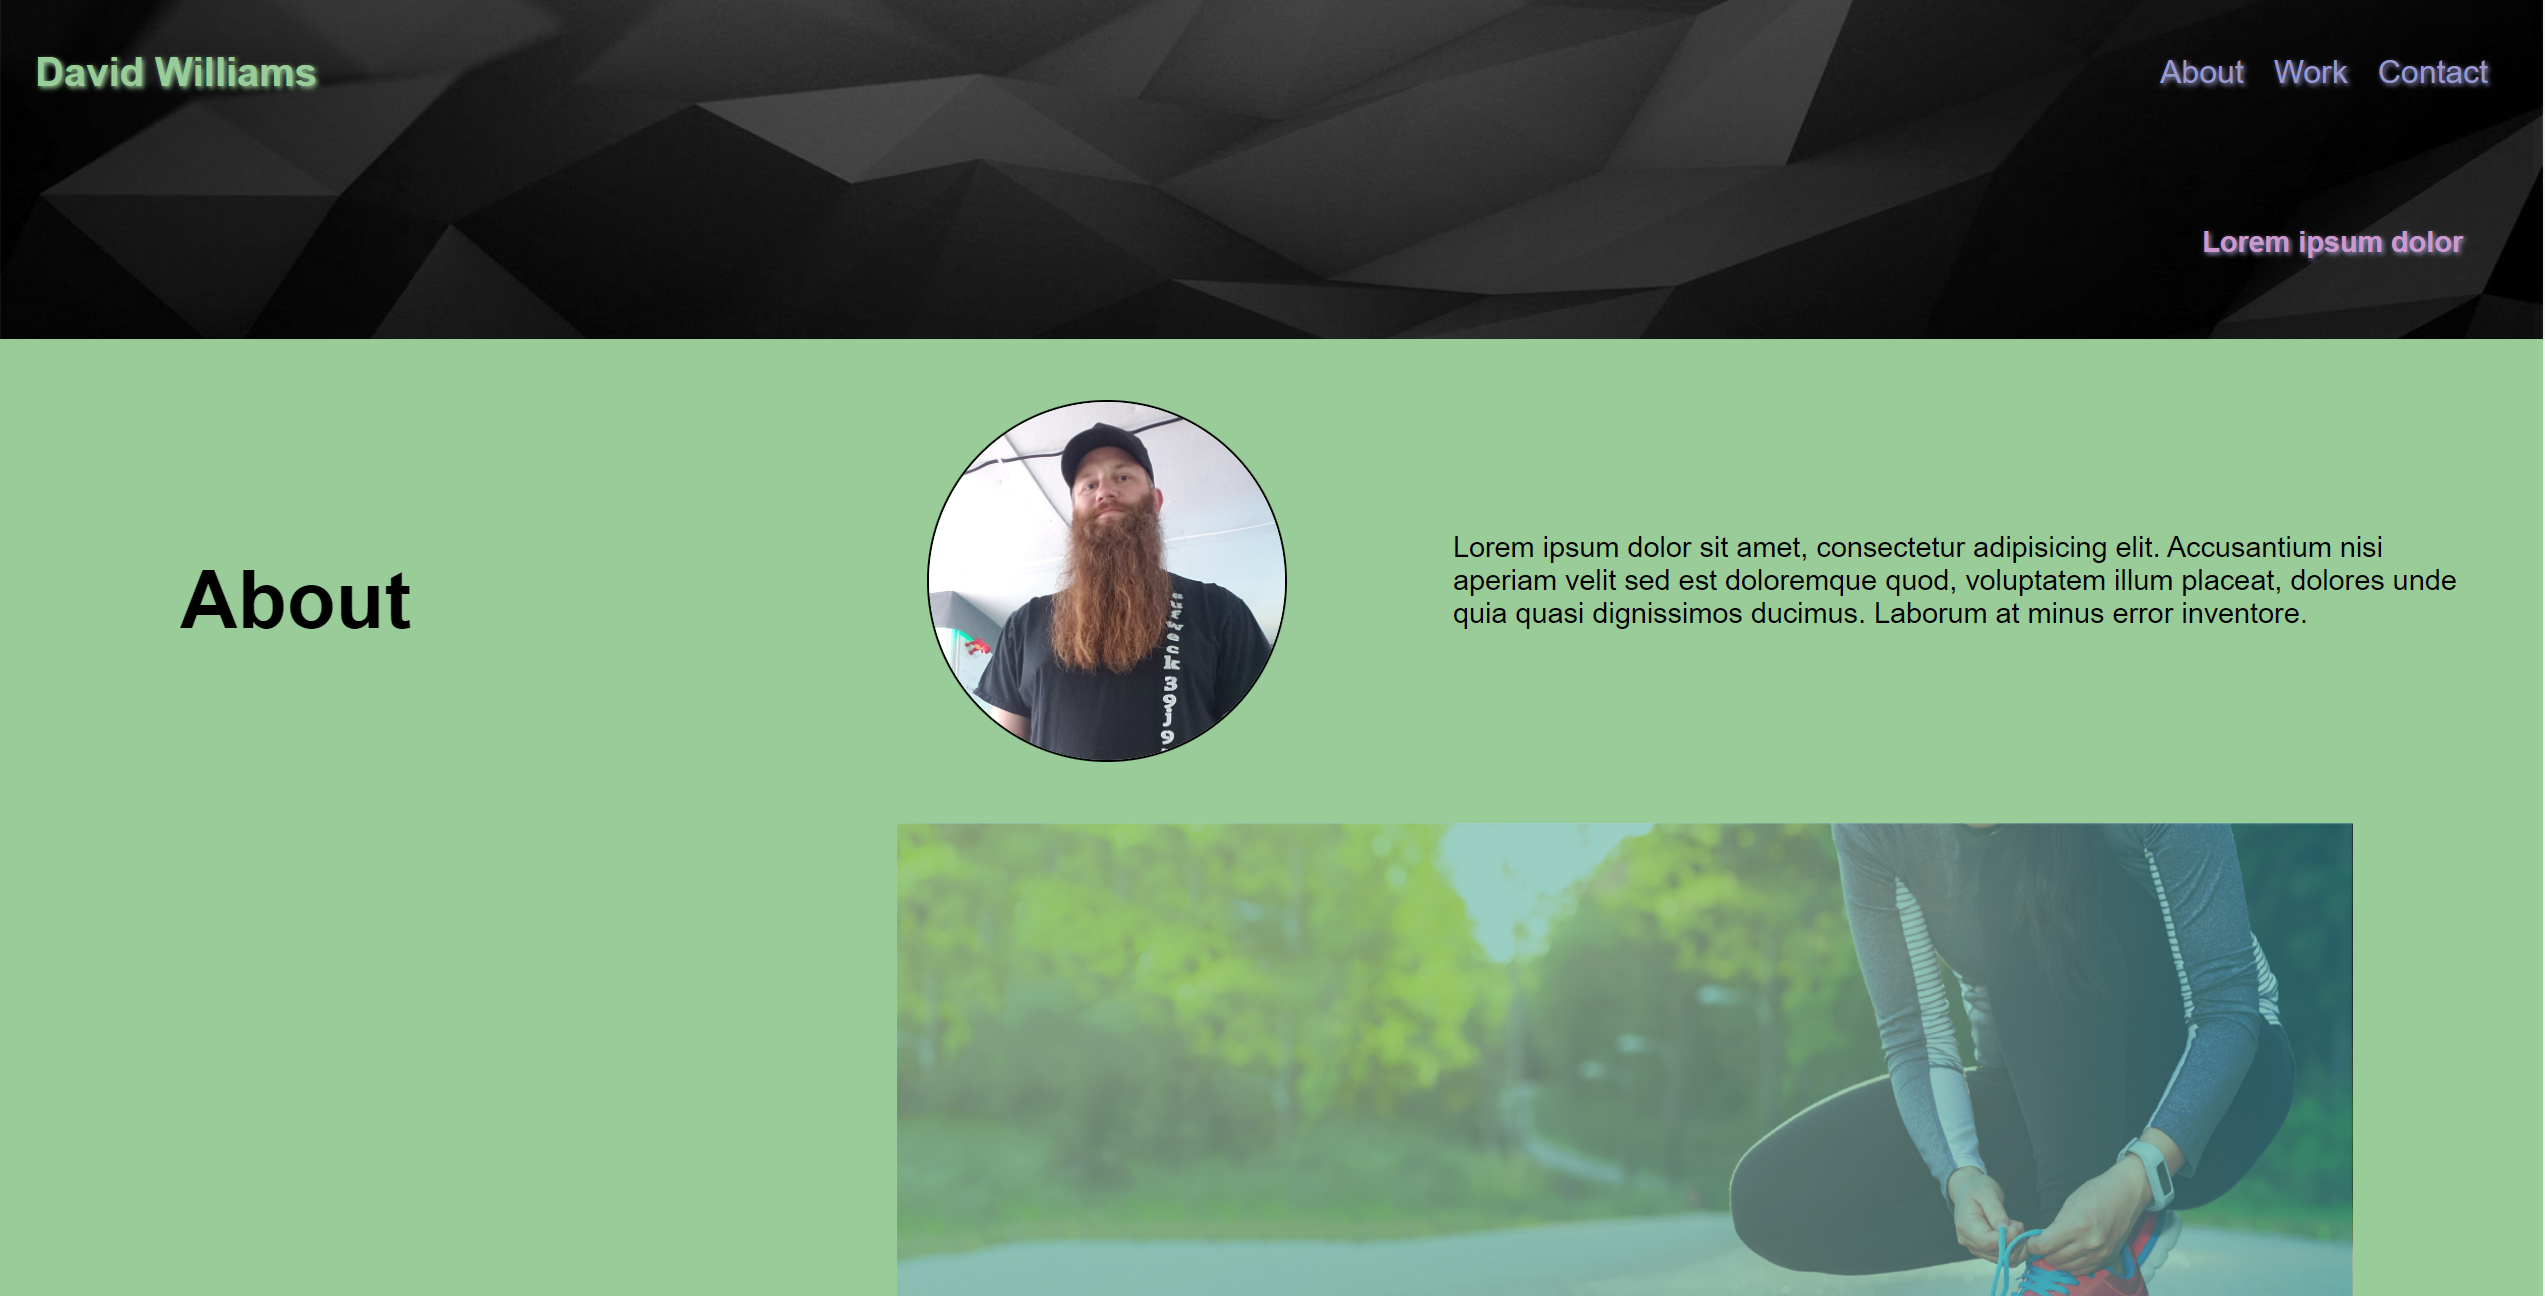 David Williams
About Work Contact
Lorem ipsum dolor
About
Lorem ipsum dolor sit amet, consectetur adipisicing elit. Accusantium nisi
aperiam velit sed est doloremque quod, voluptatem illum placeat, dolores unde
quia quasi dignissimos ducimus. Laborum at minus error inventore.